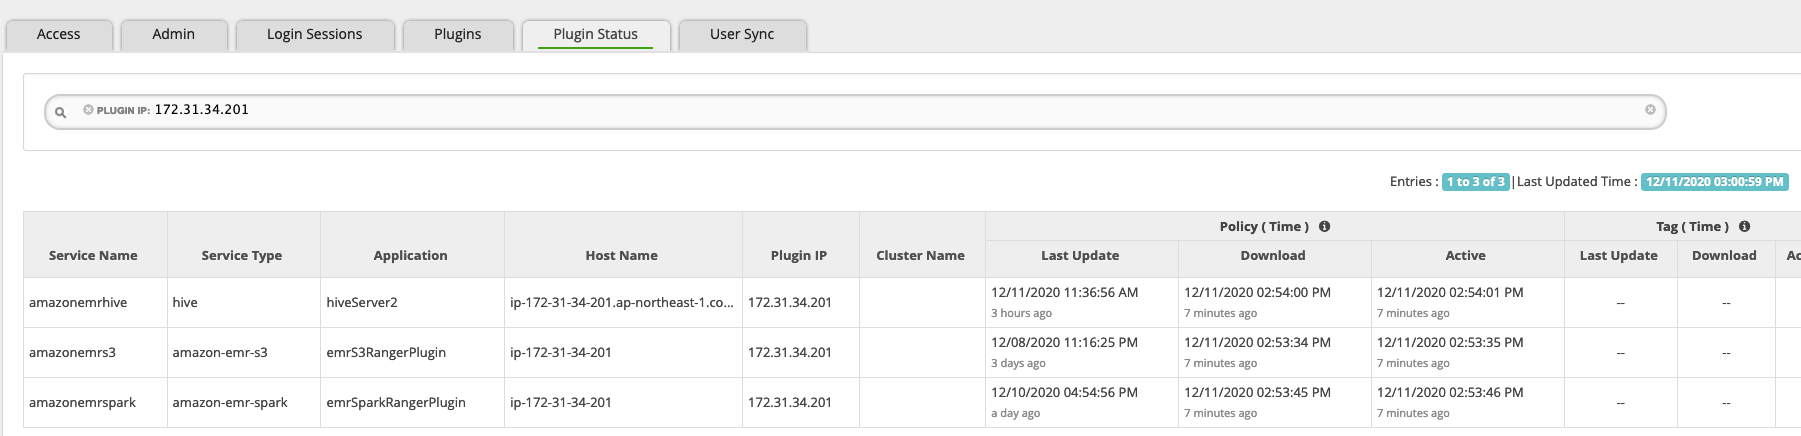 Access Admin Login Sessions Plugins Plugin Status User Sync
PLUGIN IP: 172.31.34.201
Entries : 1 to 3 of 3 | Last Updated Time : 12/11/2020 03:00:59 PM
Policy ( Time ) Tag ( Time )
Service Name Service Type Application Host Name Plugin IP Cluster Name Last Update Download Active Last Update Download Ac
amazonemrhive hive hiveServer2 ip-172-31-34-201.ap-northeast-1.co... 172.31.34.201 12/11/2020 11:36:56 AM 12/11/2020 02:54:00 PM 12/11/2020 02:54:01 PM -- --
3 hours ago 7 minutes ago 7 minutes ago
amazonemrs3 amazon-emr-s3 emrS3RangerPlugin ip-172-31-34-201 172.31.34.201 12/08/2020 11:16:25 PM 12/11/2020 02:53:34 PM 12/11/2020 02:53:35 PM -- --
3 days ago 7 minutes ago 7 minutes ago
amazonemrspark amazon-emr-spark emrSparkRangerPlugin ip-172-31-34-201 172.31.34.201 12/10/2020 04:54:56 PM 12/11/2020 02:53:45 PM 12/11/2020 02:53:46 PM -- --
a day ago 7 minutes ago 7 minutes ago